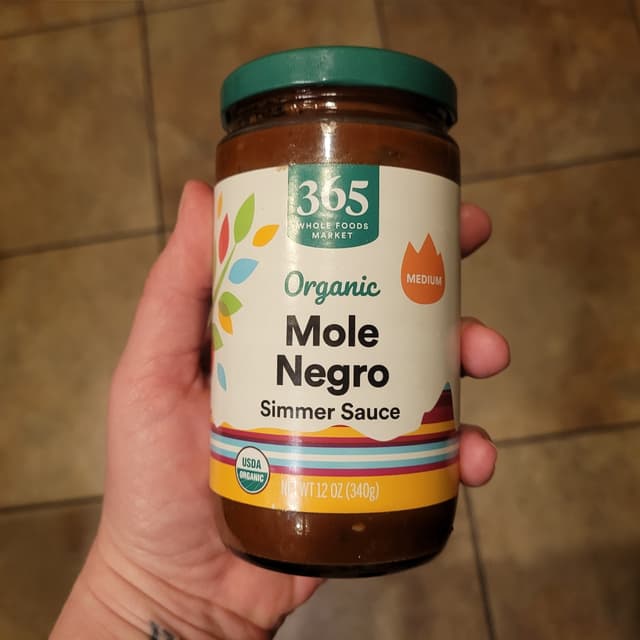 365
WHOLE FOODS
MARKET
Organic
MEDIUM
Mole
Negro
Simmer Sauce
USDA
ORGANIC
NET WT 12 OZ (340g)